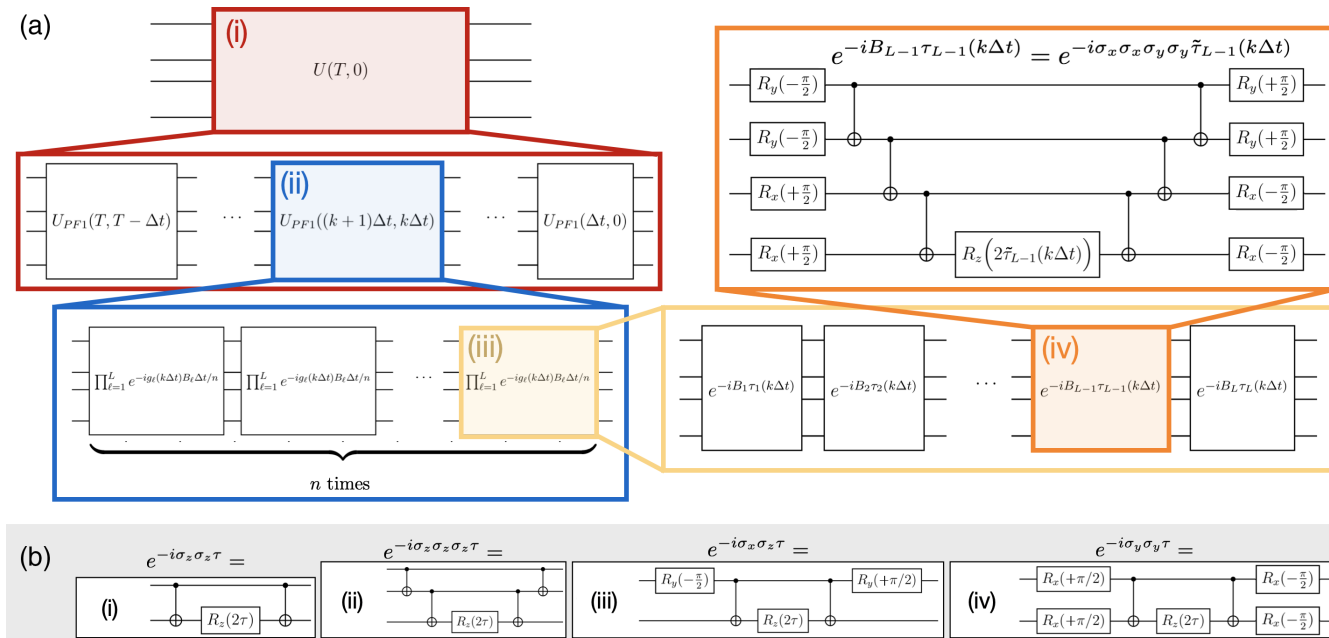 (a)
(i)
U(T, 0)
U_{PF1}(T, T − Δt)
···
(ii)
U_{PF1}((k + 1)Δt, kΔt)
···
U_{PF1}(Δt, 0)
∏_{ℓ=1}^{L} e^{−ig_ℓ(kΔt)B_ℓΔt/n}
∏_{ℓ=1}^{L} e^{−ig_ℓ(kΔt)B_ℓΔt/n}
···
(iii)
∏_{ℓ=1}^{L} e^{−ig_ℓ(kΔt)B_ℓΔt/n}
n times
e^{−iB_{L−1}τ_{L−1}(kΔt)} = e^{−iσ_xσ_xσ_yσ_y\tilde{τ}_{L−1}(kΔt)}
R_y(−π/2) R_y(+π/2)
R_y(−π/2) R_y(+π/2)
R_x(+π/2) R_x(−π/2)
R_x(+π/2) R_z(2\tilde{τ}_{L−1}(kΔt)) R_x(−π/2)
e^{−iB_1τ_1(kΔt)}
e^{−iB_2τ_2(kΔt)}
···
(iv)
e^{−iB_{L−1}τ_{L−1}(kΔt)}
e^{−iB_Lτ_L(kΔt)}
(b)
e^{−iσ_zσ_zτ} =
(i)
R_z(2τ)
e^{−iσ_zσ_zσ_zτ} =
(ii)
R_z(2τ)
e^{−iσ_xσ_zτ} =
(iii)
R_y(−π/2) R_y(+π/2)
R_z(2τ)
e^{−iσ_yσ_yτ} =
(iv)
R_x(+π/2) R_x(−π/2)
R_x(+π/2) R_z(2τ) R_x(−π/2)